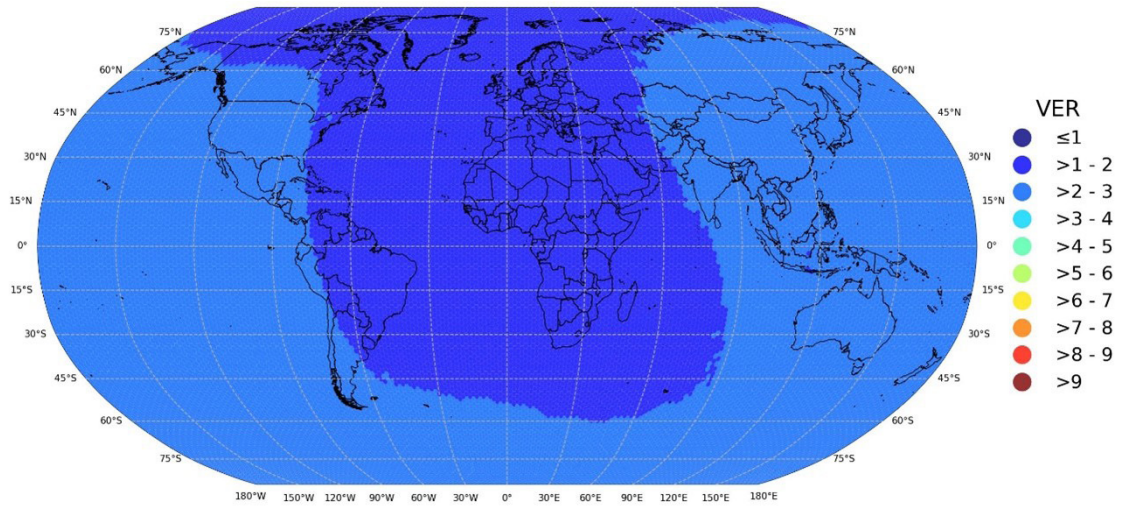 75°N 75°N
60°N 60°N
45°N 45°N
30°N 30°N
15°N 15°N
0° 0°
15°S 15°S
30°S 30°S
45°S 45°S
60°S 60°S
75°S 75°S
180°W 150°W 120°W 90°W 60°W 30°W 0° 30°E 60°E 90°E 120°E 150°E 180°E
VER
≤1
>1 - 2
>2 - 3
>3 - 4
>4 - 5
>5 - 6
>6 - 7
>7 - 8
>8 - 9
>9